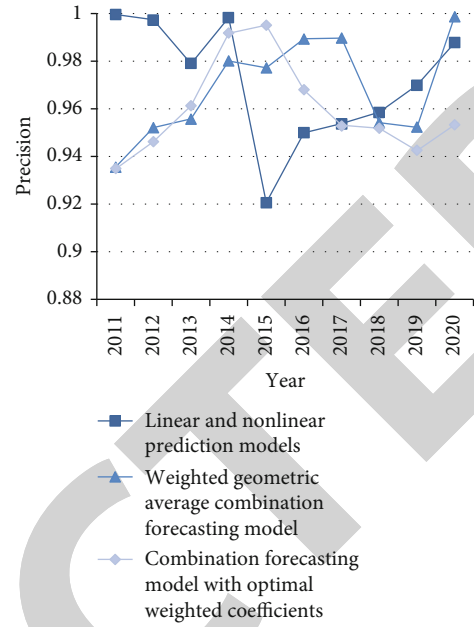 1
0.98
0.96
0.94
0.92
0.9
0.88
Precision
2011
2012
2013
2014
2015
2016
2017
2018
2019
2020
Year
Linear and nonlinear
prediction models
Weighted geometric
average combination
forecasting model
Combination forecasting
model with optimal
weighted coefficients